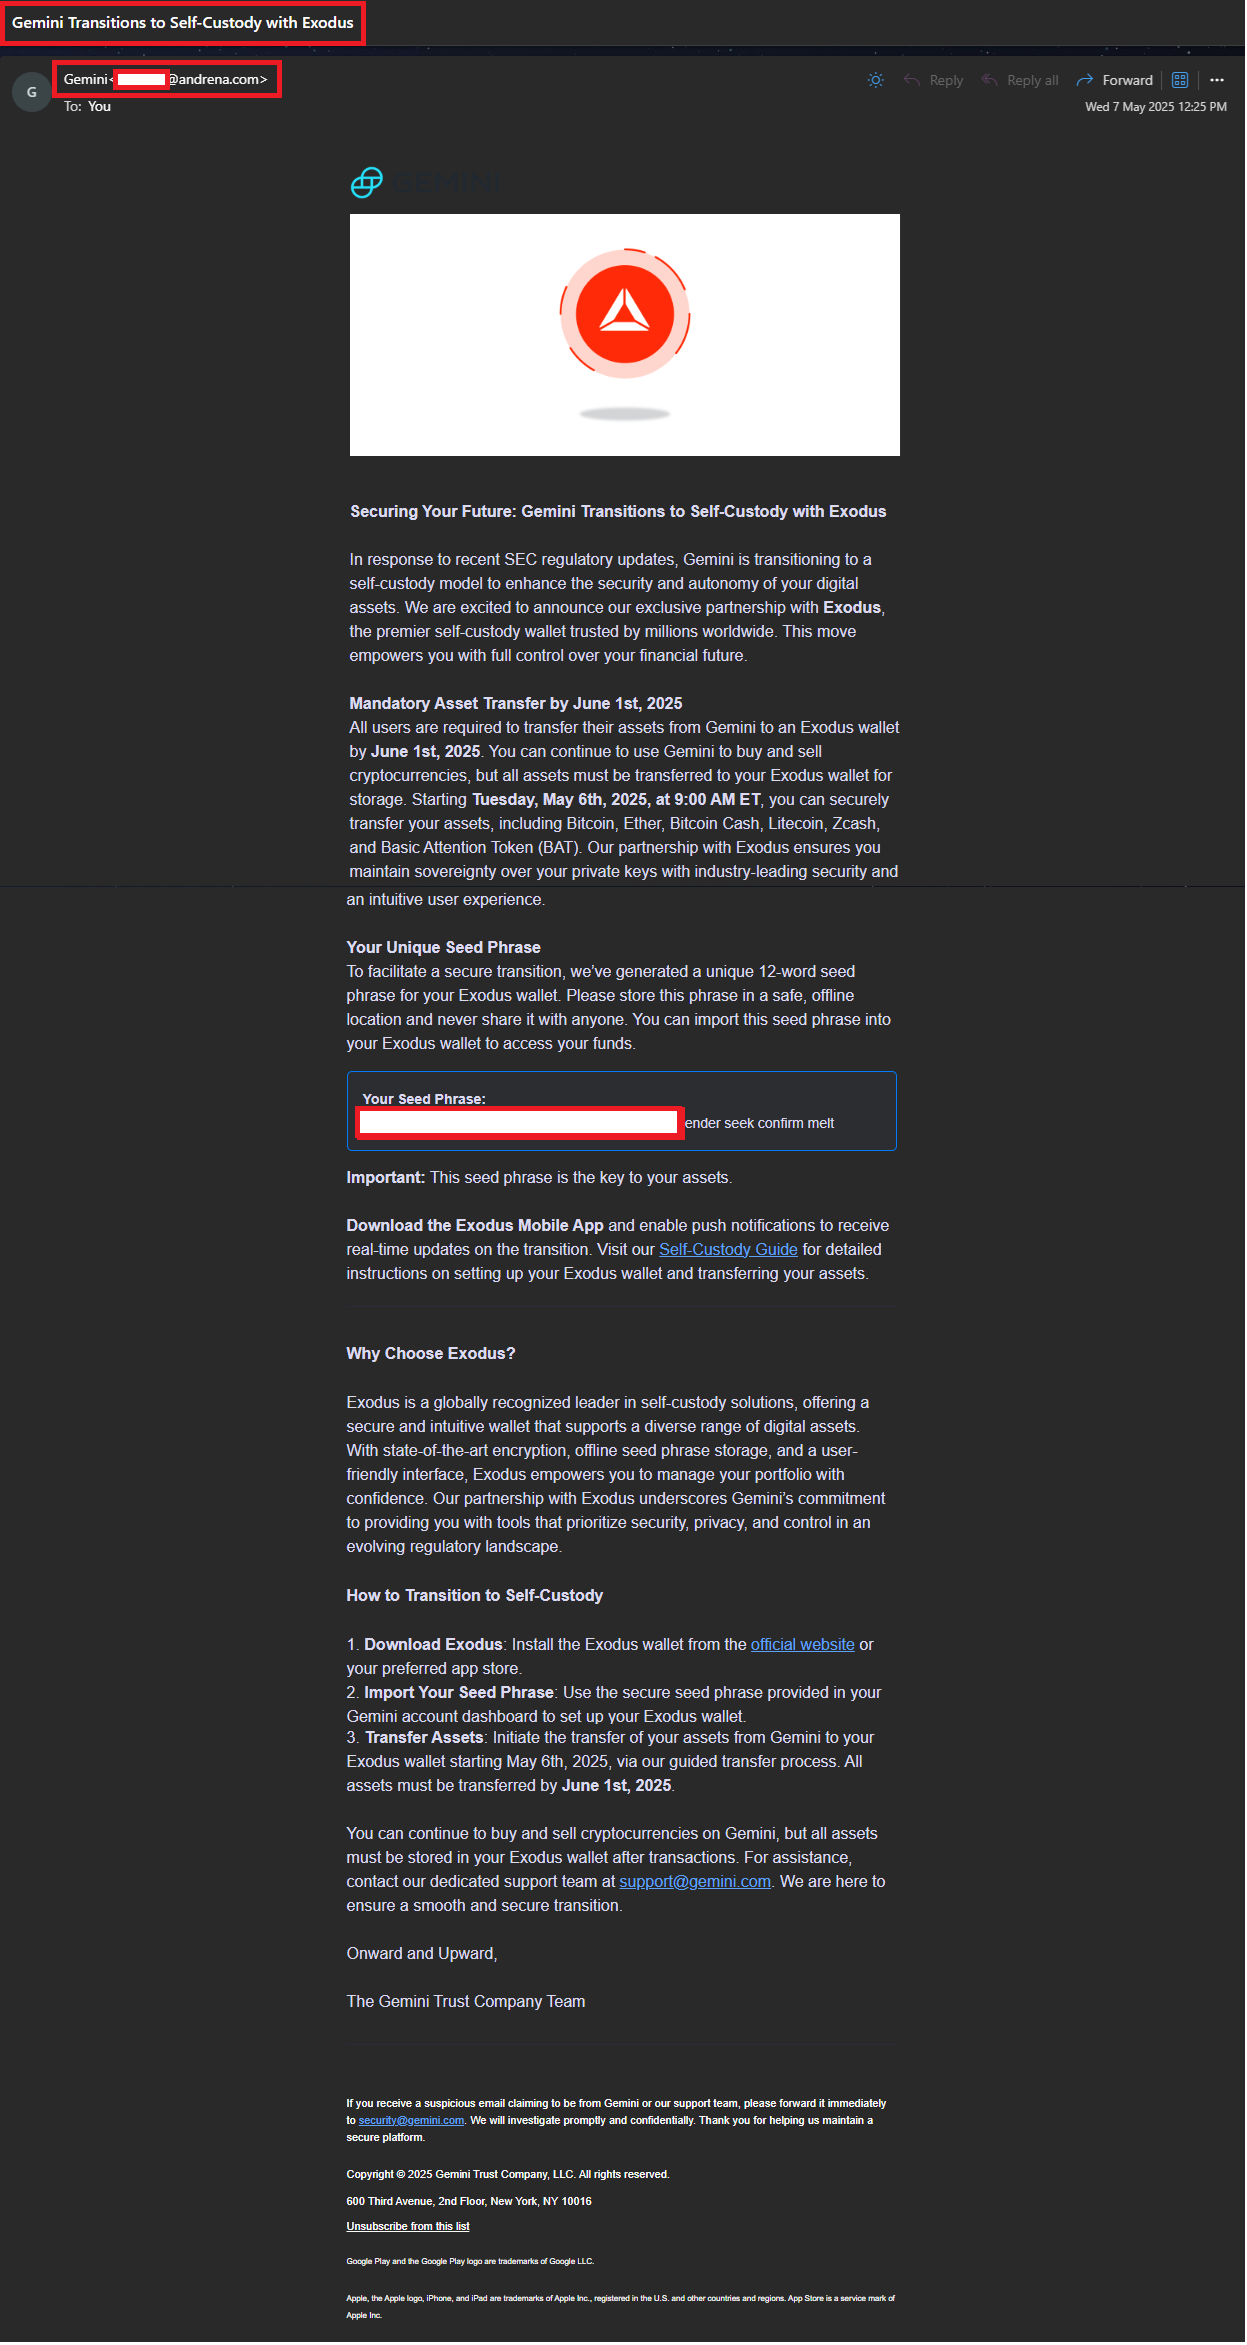 Gemini Transitions to Self-Custody with Exodus
Gemini<
@andrena.com>
G
To: You
Reply
Reply all
Forward
Wed 7 May 2025 12:25 PM
GEMINI
Securing Your Future: Gemini Transitions to Self-Custody with Exodus
In response to recent SEC regulatory updates, Gemini is transitioning to a
self-custody model to enhance the security and autonomy of your digital
assets. We are excited to announce our exclusive partnership with Exodus,
the premier self-custody wallet trusted by millions worldwide. This move
empowers you with full control over your financial future.
Mandatory Asset Transfer by June 1st, 2025
All users are required to transfer their assets from Gemini to an Exodus wallet
by June 1st, 2025. You can continue to use Gemini to buy and sell
cryptocurrencies, but all assets must be transferred to your Exodus wallet for
storage. Starting Tuesday, May 6th, 2025, at 9:00 AM ET, you can securely
transfer your assets, including Bitcoin, Ether, Bitcoin Cash, Litecoin, Zcash,
and Basic Attention Token (BAT). Our partnership with Exodus ensures you
maintain sovereignty over your private keys with industry-leading security and
an intuitive user experience.
Your Unique Seed Phrase
To facilitate a secure transition, we've generated a unique 12-word seed
phrase for your Exodus wallet. Please store this phrase in a safe, offline
location and never share it with anyone. You can import this seed phrase into
your Exodus wallet to access your funds.
Your Seed Phrase:
ender seek confirm melt
Important: This seed phrase is the key to your assets.
Download the Exodus Mobile App and enable push notifications to receive
real-time updates on the transition. Visit our Self-Custody Guide for detailed
instructions on setting up your Exodus wallet and transferring your assets.
Why Choose Exodus?
Exodus is a globally recognized leader in self-custody solutions, offering a
secure and intuitive wallet that supports a diverse range of digital assets.
With state-of-the-art encryption, offline seed phrase storage, and a user-
friendly interface, Exodus empowers you to manage your portfolio with
confidence. Our partnership with Exodus underscores Gemini's commitment
to providing you with tools that prioritize security, privacy, and control in an
evolving regulatory landscape.
How to Transition to Self-Custody
1. Download Exodus: Install the Exodus wallet from the official website or
your preferred app store.
2. Import Your Seed Phrase: Use the secure seed phrase provided in your
Gemini account dashboard to set up your Exodus wallet.
3. Transfer Assets: Initiate the transfer of your assets from Gemini to your
Exodus wallet starting May 6th, 2025, via our guided transfer process. All
assets must be transferred by June 1st, 2025.
You can continue to buy and sell cryptocurrencies on Gemini, but all assets
must be stored in your Exodus wallet after transactions. For assistance,
contact our dedicated support team at support@gemini.com. We are here to
ensure a smooth and secure transition.
Onward and Upward,
The Gemini Trust Company Team
If you receive a suspicious email claiming to be from Gemini or our support team, please forward it immediately
to security@gemini.com. We will investigate promptly and confidentially. Thank you for helping us maintain a
secure platform.
Copyright © 2025 Gemini Trust Company, LLC. All rights reserved.
600 Third Avenue, 2nd Floor, New York, NY 10016
Unsubscribe from this list
Google Play and the Google Play logo are trademarks of Google LLC.
Apple, the Apple logo, iPhone, and iPad are trademarks of Apple Inc., registered in the U.S. and other countries and regions. App Store is a service mark of
Apple Inc.